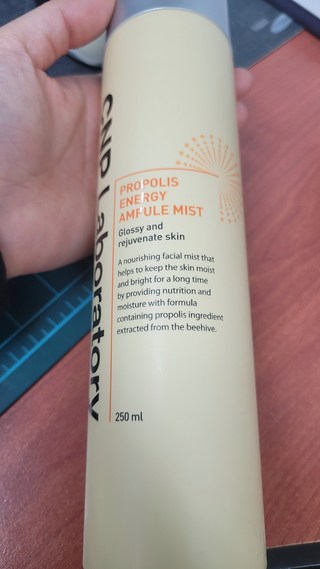 CNP Laboratory
PROPOLIS
ENERGY
AMPULE MIST
Glossy and
rejuvenate skin
A nourishing facial mist that
helps to keep the skin moist
and bright for a long time
by providing nutrition and
moisture with formula
containing propolis ingredient
extracted from the beehive.
250 ml